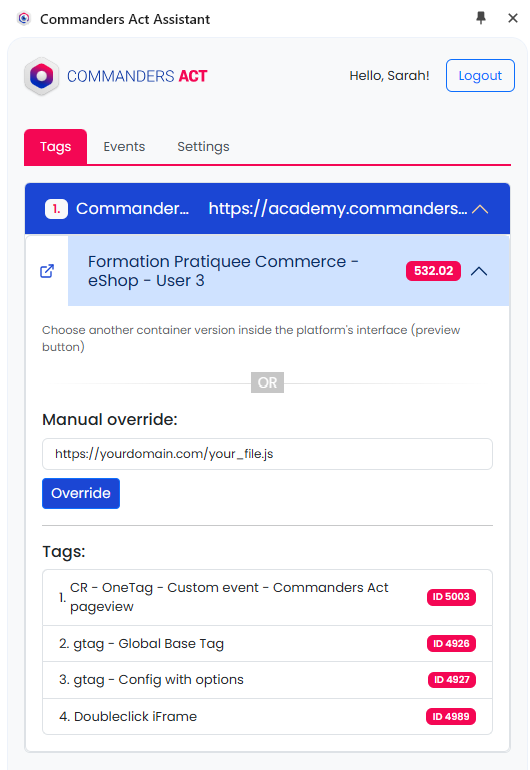 Commanders Act Assistant
COMMANDERS ACT
Hello, Sarah!
Logout
Tags
Events
Settings
1.
Commander...
https://academy.commanders...
Formation Pratiquee Commerce -
eShop - User 3
532.02
Choose another container version inside the platform's interface (preview
button)
OR
Manual override:
https://yourdomain.com/your_file.js
Override
Tags:
1. CR - OneTag - Custom event - Commanders Act
pageview
ID 5003
2. gtag - Global Base Tag
ID 4926
3. gtag - Config with options
ID 4927
4. Doubleclick iFrame
ID 4989